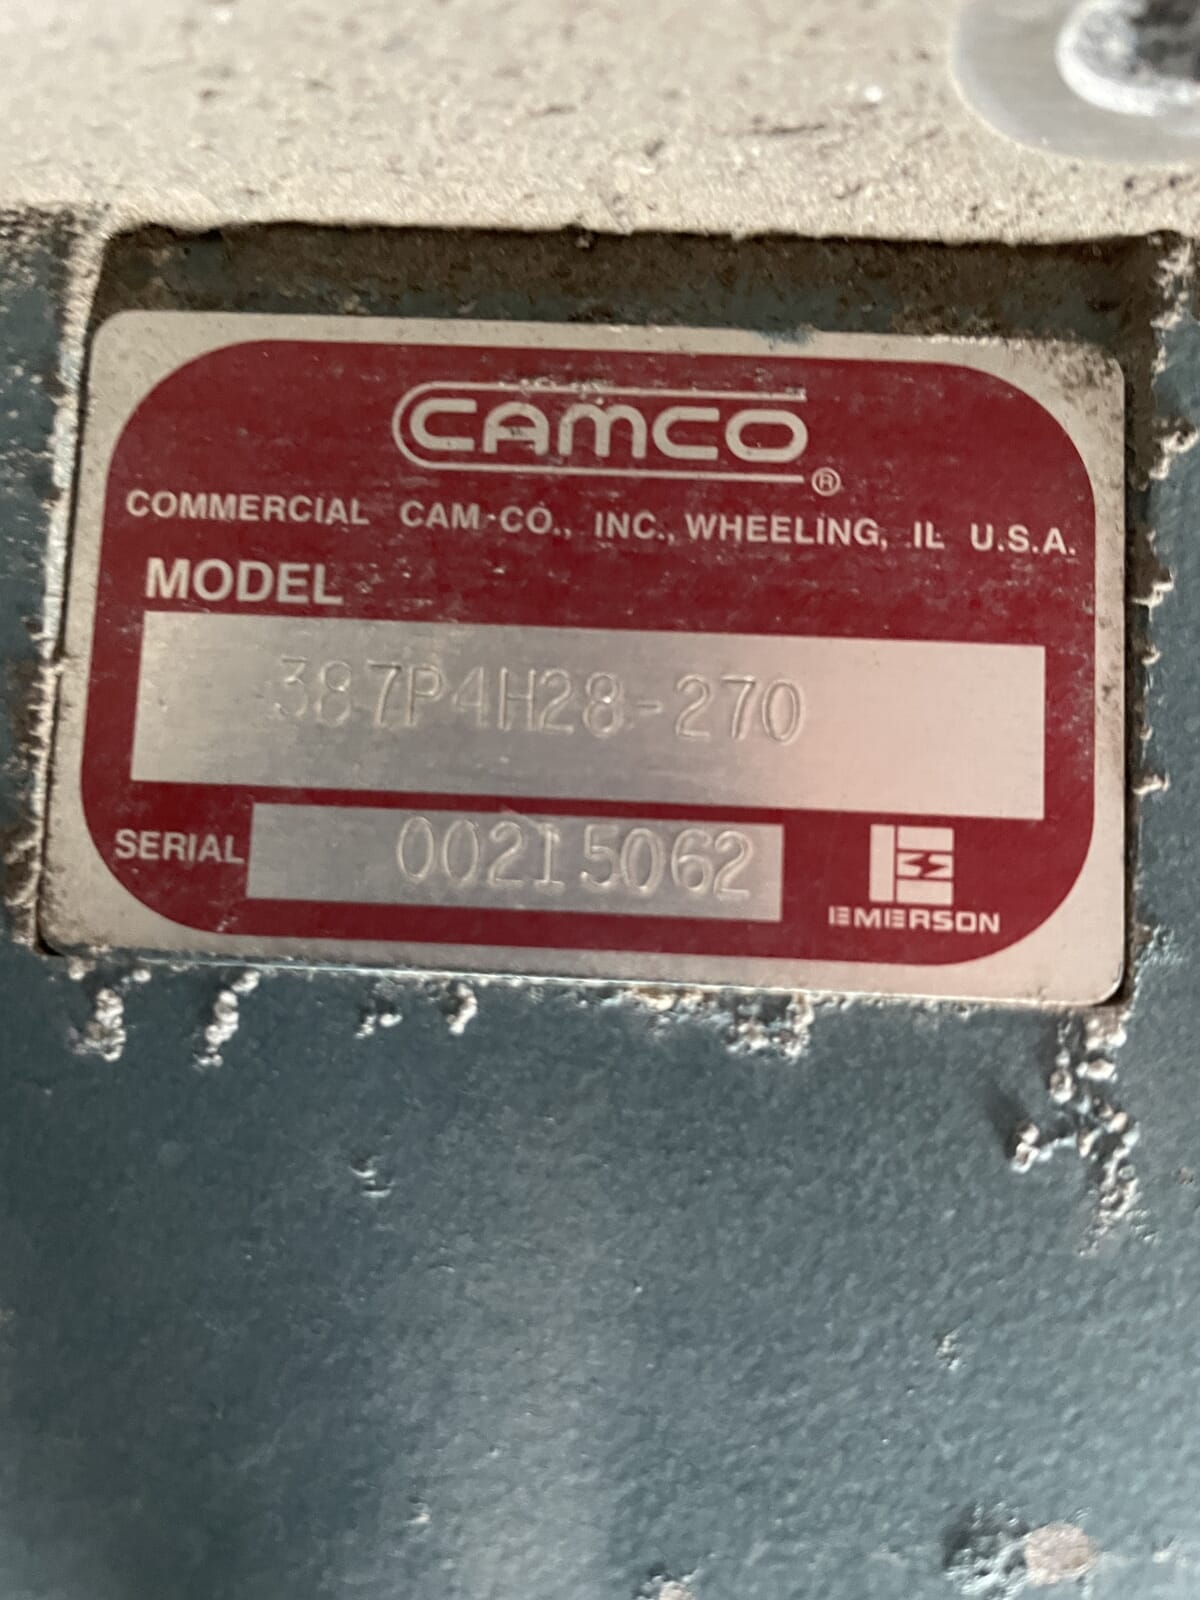 CAMCO®
COMMERCIAL CAM-CO., INC., WHEELING, IL U.S.A.
MODEL
387P4H28-270
SERIAL 00215062
EMERSON